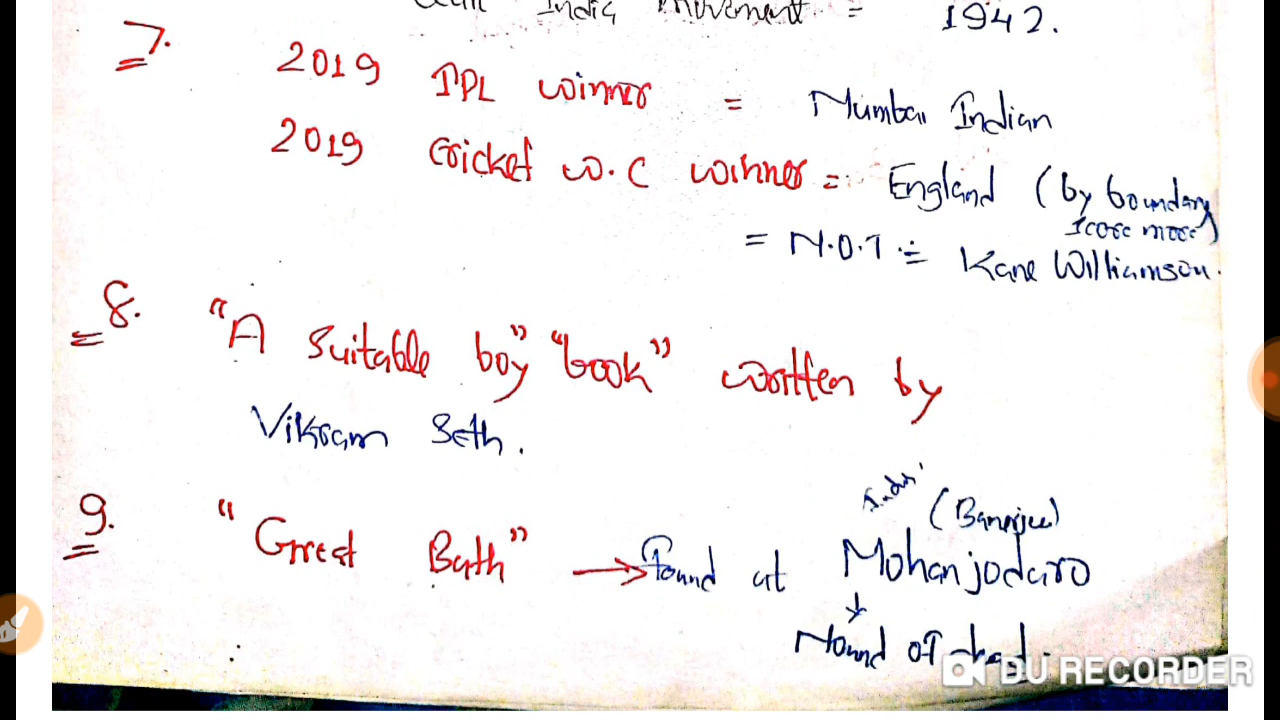 India Movement = 1942.
7. 2019 IPL winner = Mumbai Indian
2019 Cricket W.C winner = England (by boundary
score more)
= M.O.T = Kane Williamson.
8. "A Suitable boy" "book" written by
Vikram Seth.
9. "Great Bath" → found at Mohanjodaro
Indus (Banerjee)
Mound of dead.
DU RECORDER